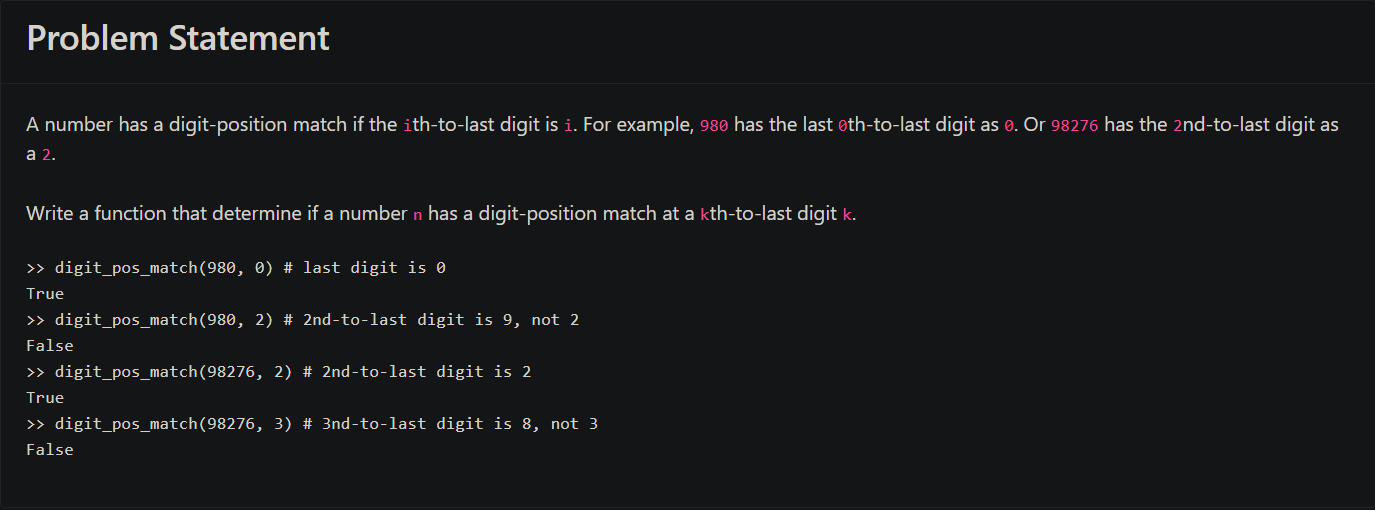 Problem Statement
A number has a digit-position match if the ith-to-last digit is i. For example, 980 has the last 0th-to-last digit as 0. Or 98276 has the 2nd-to-last digit as
a 2.
Write a function that determine if a number n has a digit-position match at a kth-to-last digit k.
>> digit_pos_match(980, 0) # last digit is 0
True
>> digit_pos_match(980, 2) # 2nd-to-last digit is 9, not 2
False
>> digit_pos_match(98276, 2) # 2nd-to-last digit is 2
True
>> digit_pos_match(98276, 3) # 3nd-to-last digit is 8, not 3
False